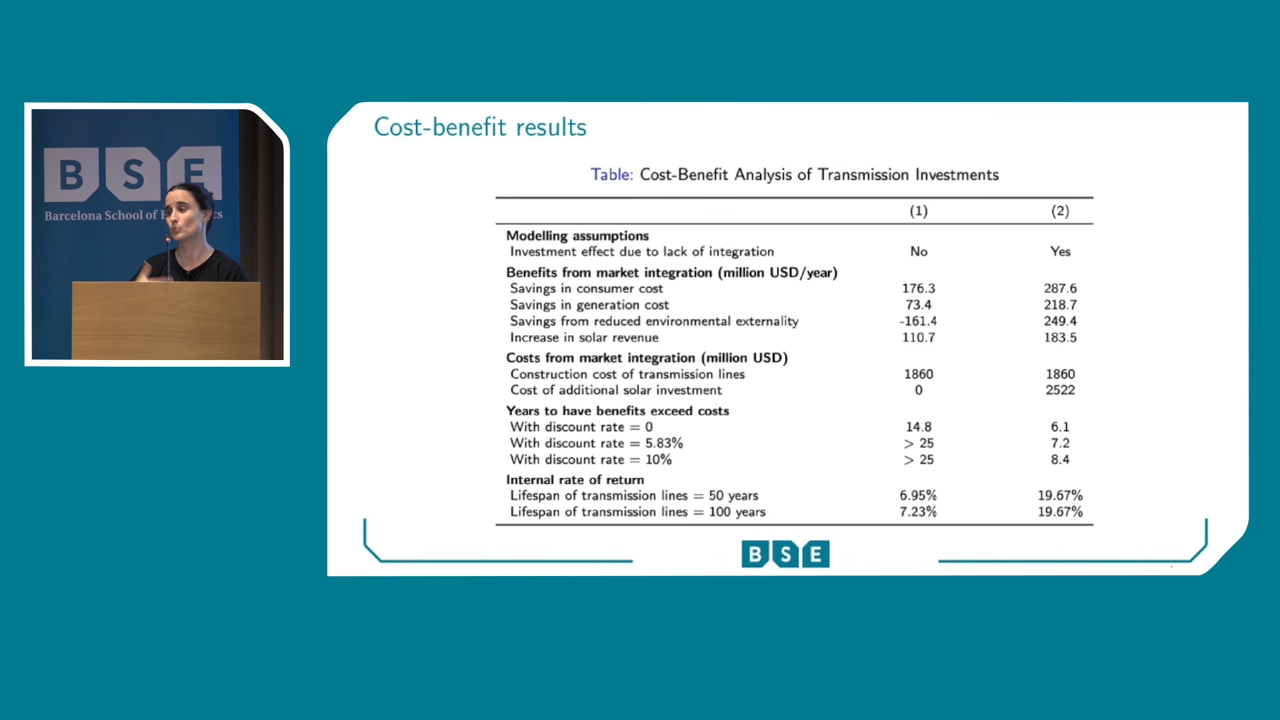 B S E
Barcelona School of E cs
Cost-benefit results
Table: Cost-Benefit Analysis of Transmission Investments
(1) (2)
Modelling assumptions
Investment effect due to lack of integration No Yes
Benefits from market integration (million USD/year)
Savings in consumer cost 176.3 287.6
Savings in generation cost 73.4 218.7
Savings from reduced environmental externality -161.4 249.4
Increase in solar revenue 110.7 183.5
Costs from market integration (million USD)
Construction cost of transmission lines 1860 1860
Cost of additional solar investment 0 2522
Years to have benefits exceed costs
With discount rate = 0 14.8 6.1
With discount rate = 5.83% > 25 7.2
With discount rate = 10% > 25 8.4
Internal rate of return
Lifespan of transmission lines = 50 years 6.95% 19.67%
Lifespan of transmission lines = 100 years 7.23% 19.67%
B S E